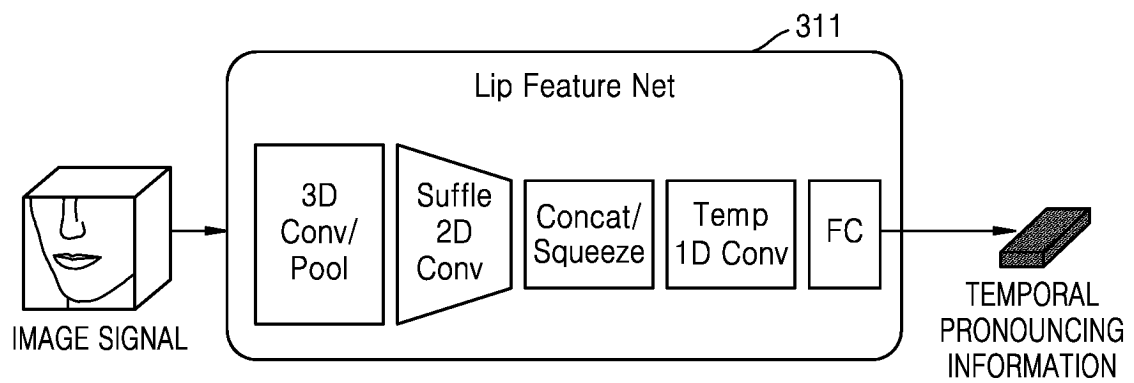 311
Lip Feature Net
3D
Conv/
Pool
Suffle
2D
Conv
Concat/
Squeeze
Temp
1D Conv
FC
IMAGE SIGNAL
TEMPORAL
PRONOUNCING
INFORMATION